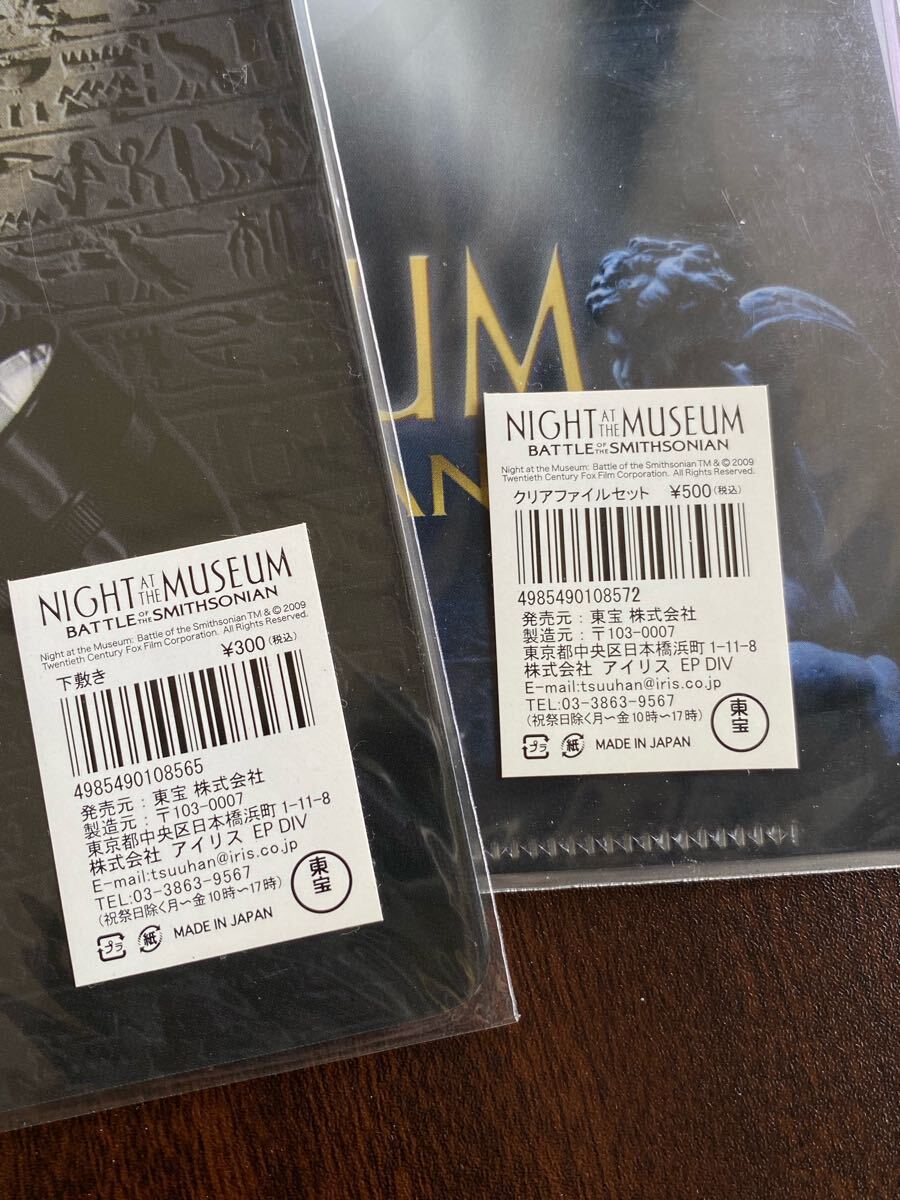 UM
AN
NIGHT AT THE MUSEUM
BATTLE OF THE SMITHSONIAN
Night at the Museum: Battle of the Smithsonian TM & © 2009
Twentieth Century Fox Film Corporation. All Rights Reserved.
下敷き ¥300(税込)
4985490108565
発売元 : 東宝 株式会社
製造元 : 〒103-0007
東京都中央区日本橋浜町 1-11-8
株式会社 アイリス EP DIV
E-mail:tsuuhan@iris.co.jp
TEL:03-3863-9567
(祝祭日除く月〜金10時〜17時)
プラ 紙 MADE IN JAPAN
東宝
NIGHT AT THE MUSEUM
BATTLE OF THE SMITHSONIAN
Night at the Museum: Battle of the Smithsonian TM & © 2009
Twentieth Century Fox Film Corporation. All Rights Reserved.
クリアファイルセット ¥500(税込)
4985490108572
発売元 : 東宝 株式会社
製造元 : 〒103-0007
東京都中央区日本橋浜町 1-11-8
株式会社 アイリス EP DIV
E-mail:tsuuhan@iris.co.jp
TEL:03-3863-9567
(祝祭日除く月〜金10時〜17時)
プラ 紙 MADE IN JAPAN
東宝